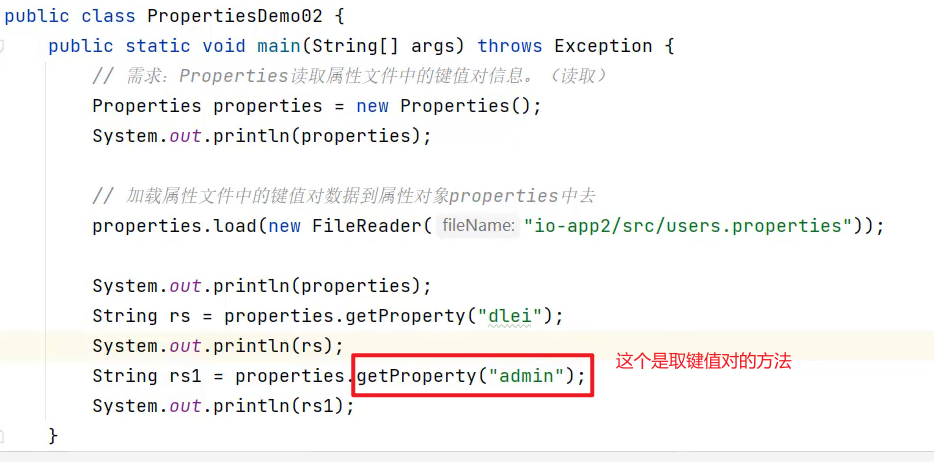 public class PropertiesDemo02 {
public static void main(String[] args) throws Exception {
// 需求：Properties读取属性文件中的键值对信息。（读取）
Properties properties = new Properties();
System.out.println(properties);
// 加载属性文件中的键值对数据到属性对象properties中去
properties.load(new FileReader( fileName: "io-app2/src/users.properties"));
System.out.println(properties);
String rs = properties.getProperty("dlei");
System.out.println(rs);
String rs1 = properties.getProperty("admin"); 这个是取键值对的方法
System.out.println(rs1);
}